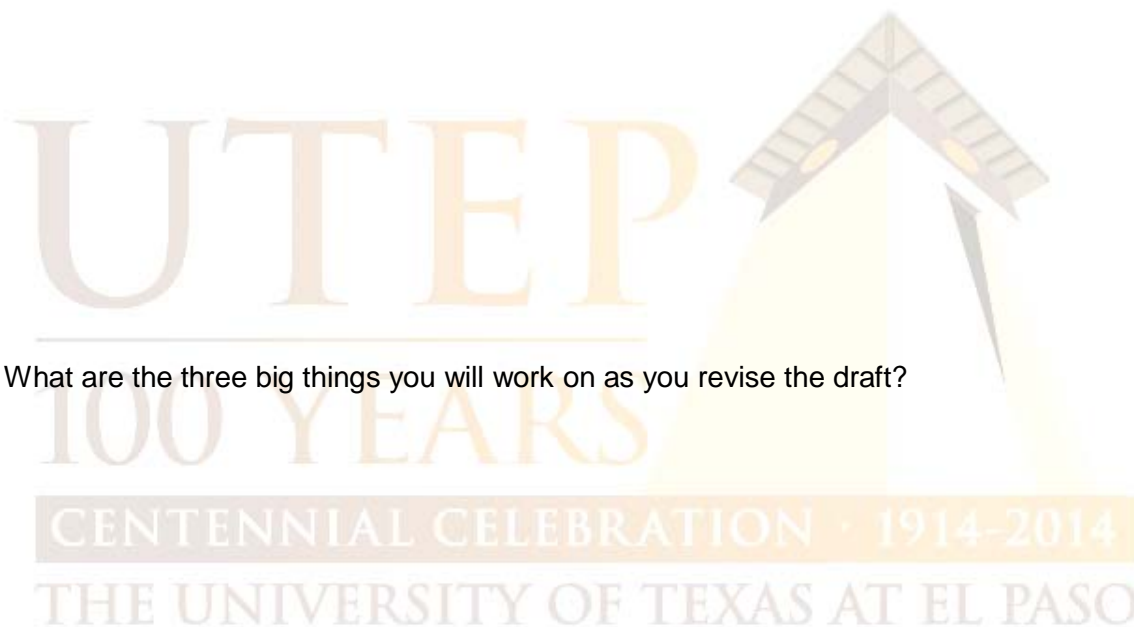 UTEP
What are the three big things you will work on as you revise the draft?
100 YEARS
CENTENNIAL CELEBRATION · 1914-2014
THE UNIVERSITY OF TEXAS AT EL PASO